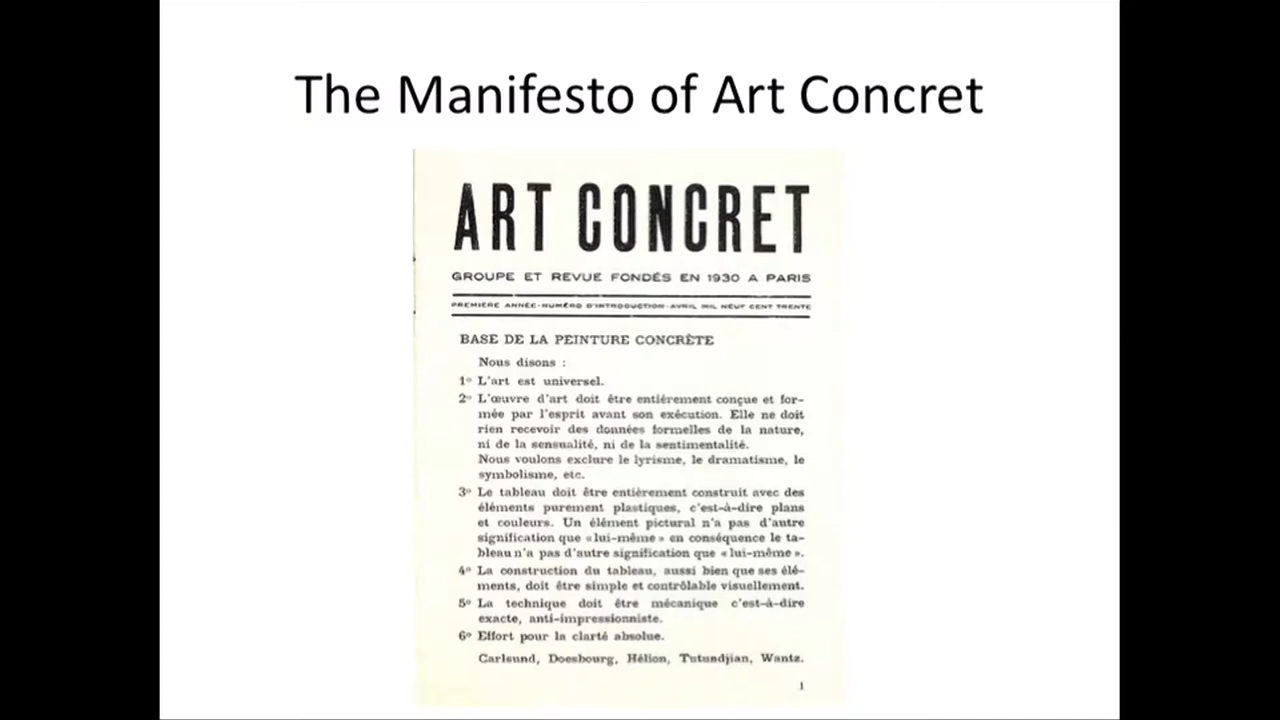 The Manifesto of Art Concret
ART CONCRET
GROUPE ET REVUE FONDÉS EN 1930 A PARIS
PREMIÈRE ANNÉE-NUMÉRO D'INTRODUCTION-AVRIL MIL NEUF CENT TRENTE
BASE DE LA PEINTURE CONCRÈTE
Nous disons :
1° L'art est universel.
2° L'œuvre d'art doit être entièrement conçue et for-
mée par l'esprit avant son exécution. Elle ne doit
rien recevoir des données formelles de la nature,
ni de la sensualité, ni de la sentimentalité.
Nous voulons exclure le lyrisme, le dramatisme, le
symbolisme, etc.
3° Le tableau doit être entièrement construit avec des
éléments purement plastiques, c'est-à-dire plans
et couleurs. Un élément pictural n'a pas d'autre
signification que «lui-même» en conséquence le ta-
bleau n'a pas d'autre signification que «lui-même».
4° La construction du tableau, aussi bien que ses élé-
ments, doit être simple et contrôlable visuellement.
5° La technique doit être mécanique c'est-à-dire
exacte, anti-impressionniste.
6° Effort pour la clarté absolue.
Carlsund, Doesbourg, Hélion, Tutundjian, Wantz.
1